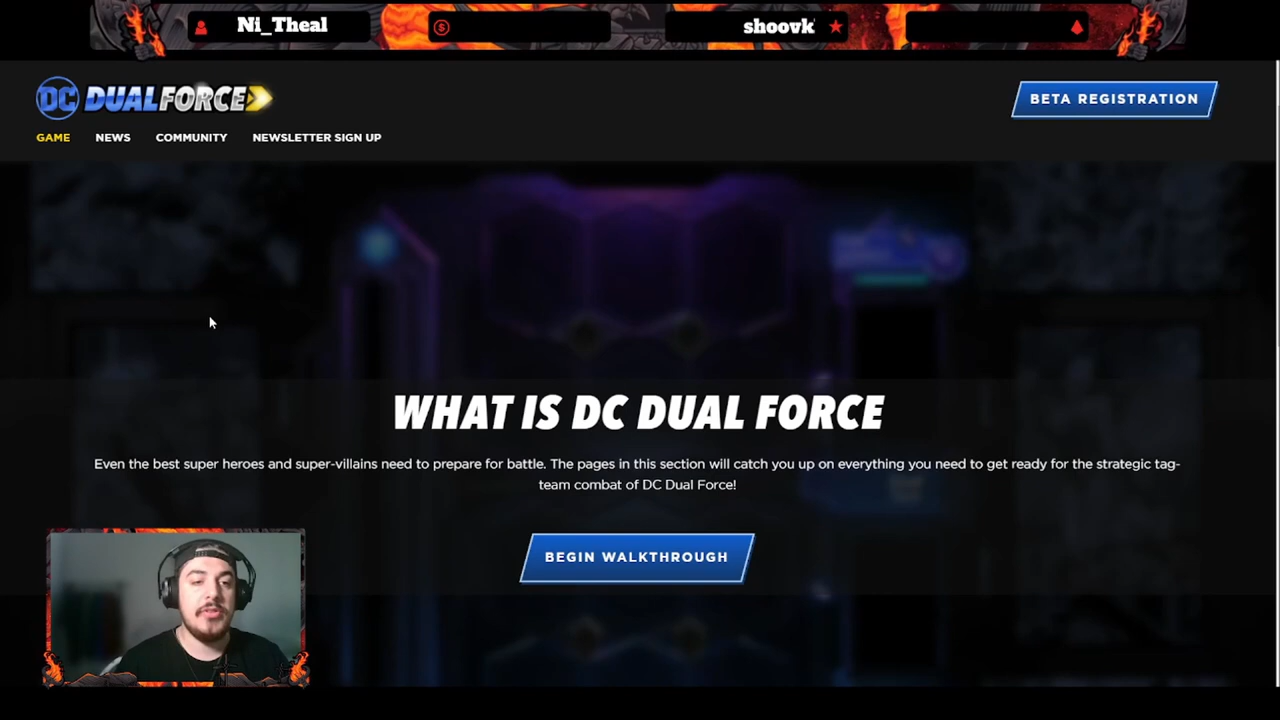 Ni_Theal
shoovk
DC DUALFORCE
BETA REGISTRATION
GAME
NEWS
COMMUNITY
NEWSLETTER SIGN UP
WHAT IS DC DUAL FORCE
Even the best super heroes and super-villains need to prepare for battle. The pages in this section will catch you up on everything you need to get ready for the strategic tag-
team combat of DC Dual Force!
BEGIN WALKTHROUGH